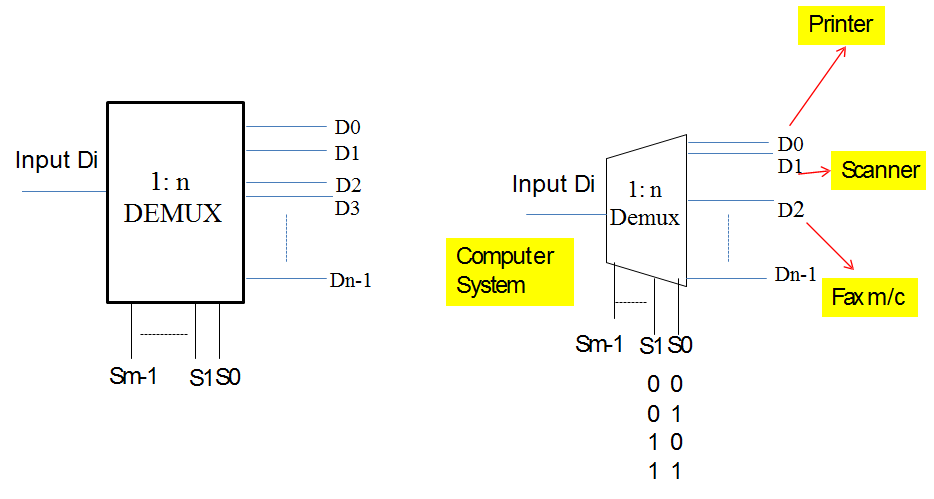 Input Di
1: n
DEMUX
D0
D1
D2
D3
Dn-1
Sm-1
S1 S0
Printer
Input Di
1: n
Demux
D0
D1
Scanner
D2
Computer
System
Dn-1
Fax m/c
Sm-1 S1 S0
0 0
0 1
1 0
1 1